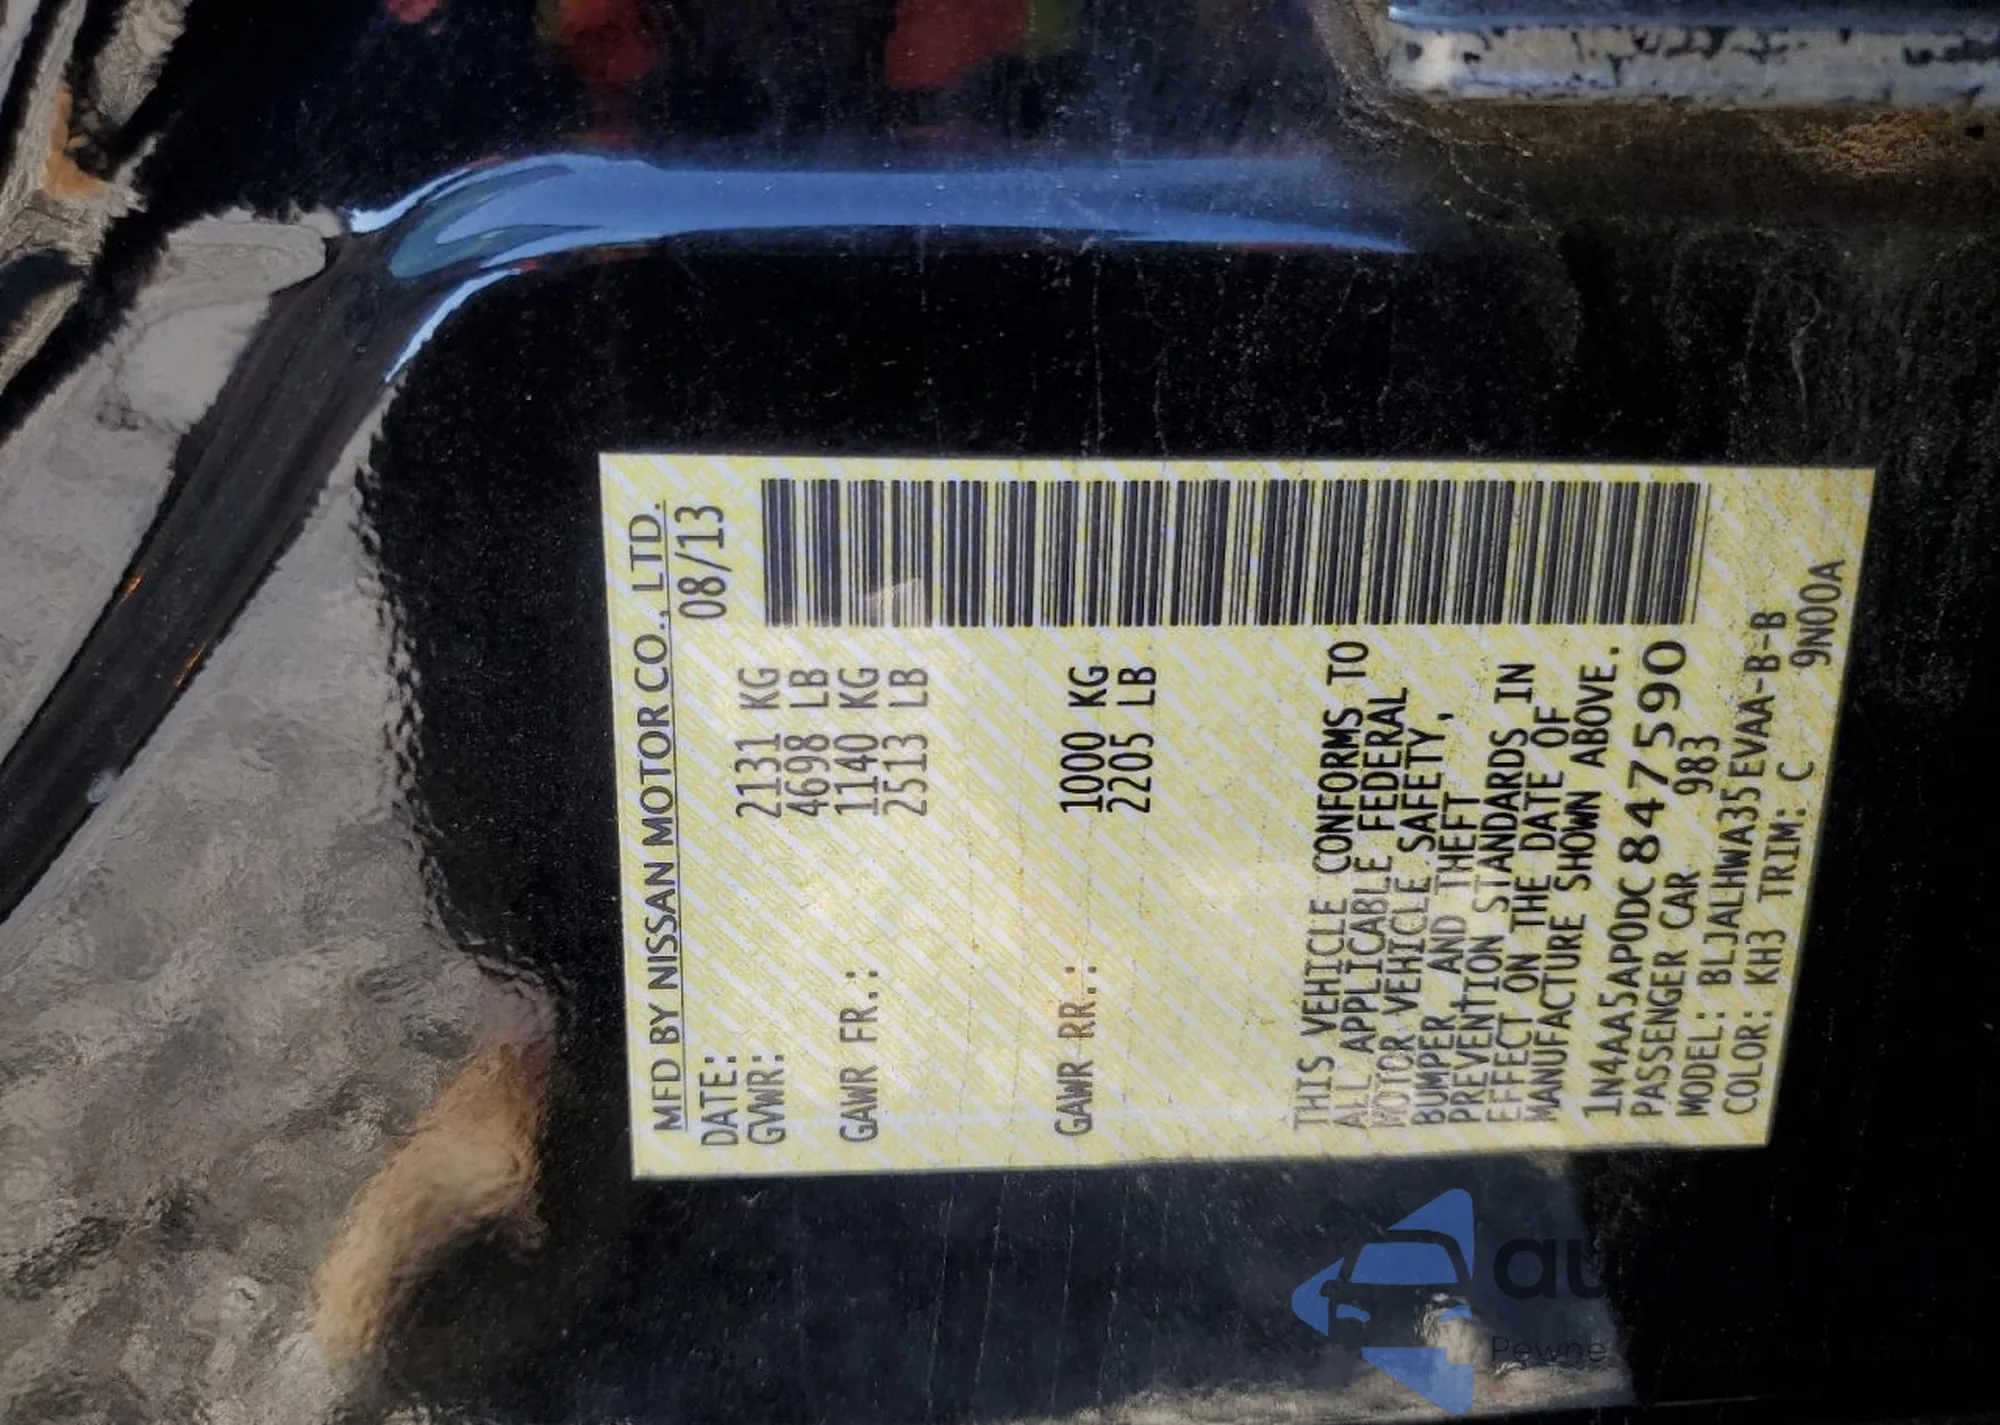 MFD BY NISSAN MOTOR CO., LTD.
DATE: 08/13
GVWR: 2131 KG
4698 LB
GAWR FR.: 1140 KG
2513 LB
GAWR RR.: 1000 KG
2205 LB
THIS VEHICLE CONFORMS TO
ALL APPLICABLE FEDERAL
MOTOR VEHICLE SAFETY,
BUMPER, AND THEFT
PREVENTION STANDARDS IN
EFFECT ON THE DATE OF
MANUFACTURE SHOWN ABOVE.
1N4AA5AP0DC847590
PASSENGER CAR 983
MODEL: BLJALHWA35EVAA-B-B
COLOR: KH3 TRIM: C 9N00A
Pewne